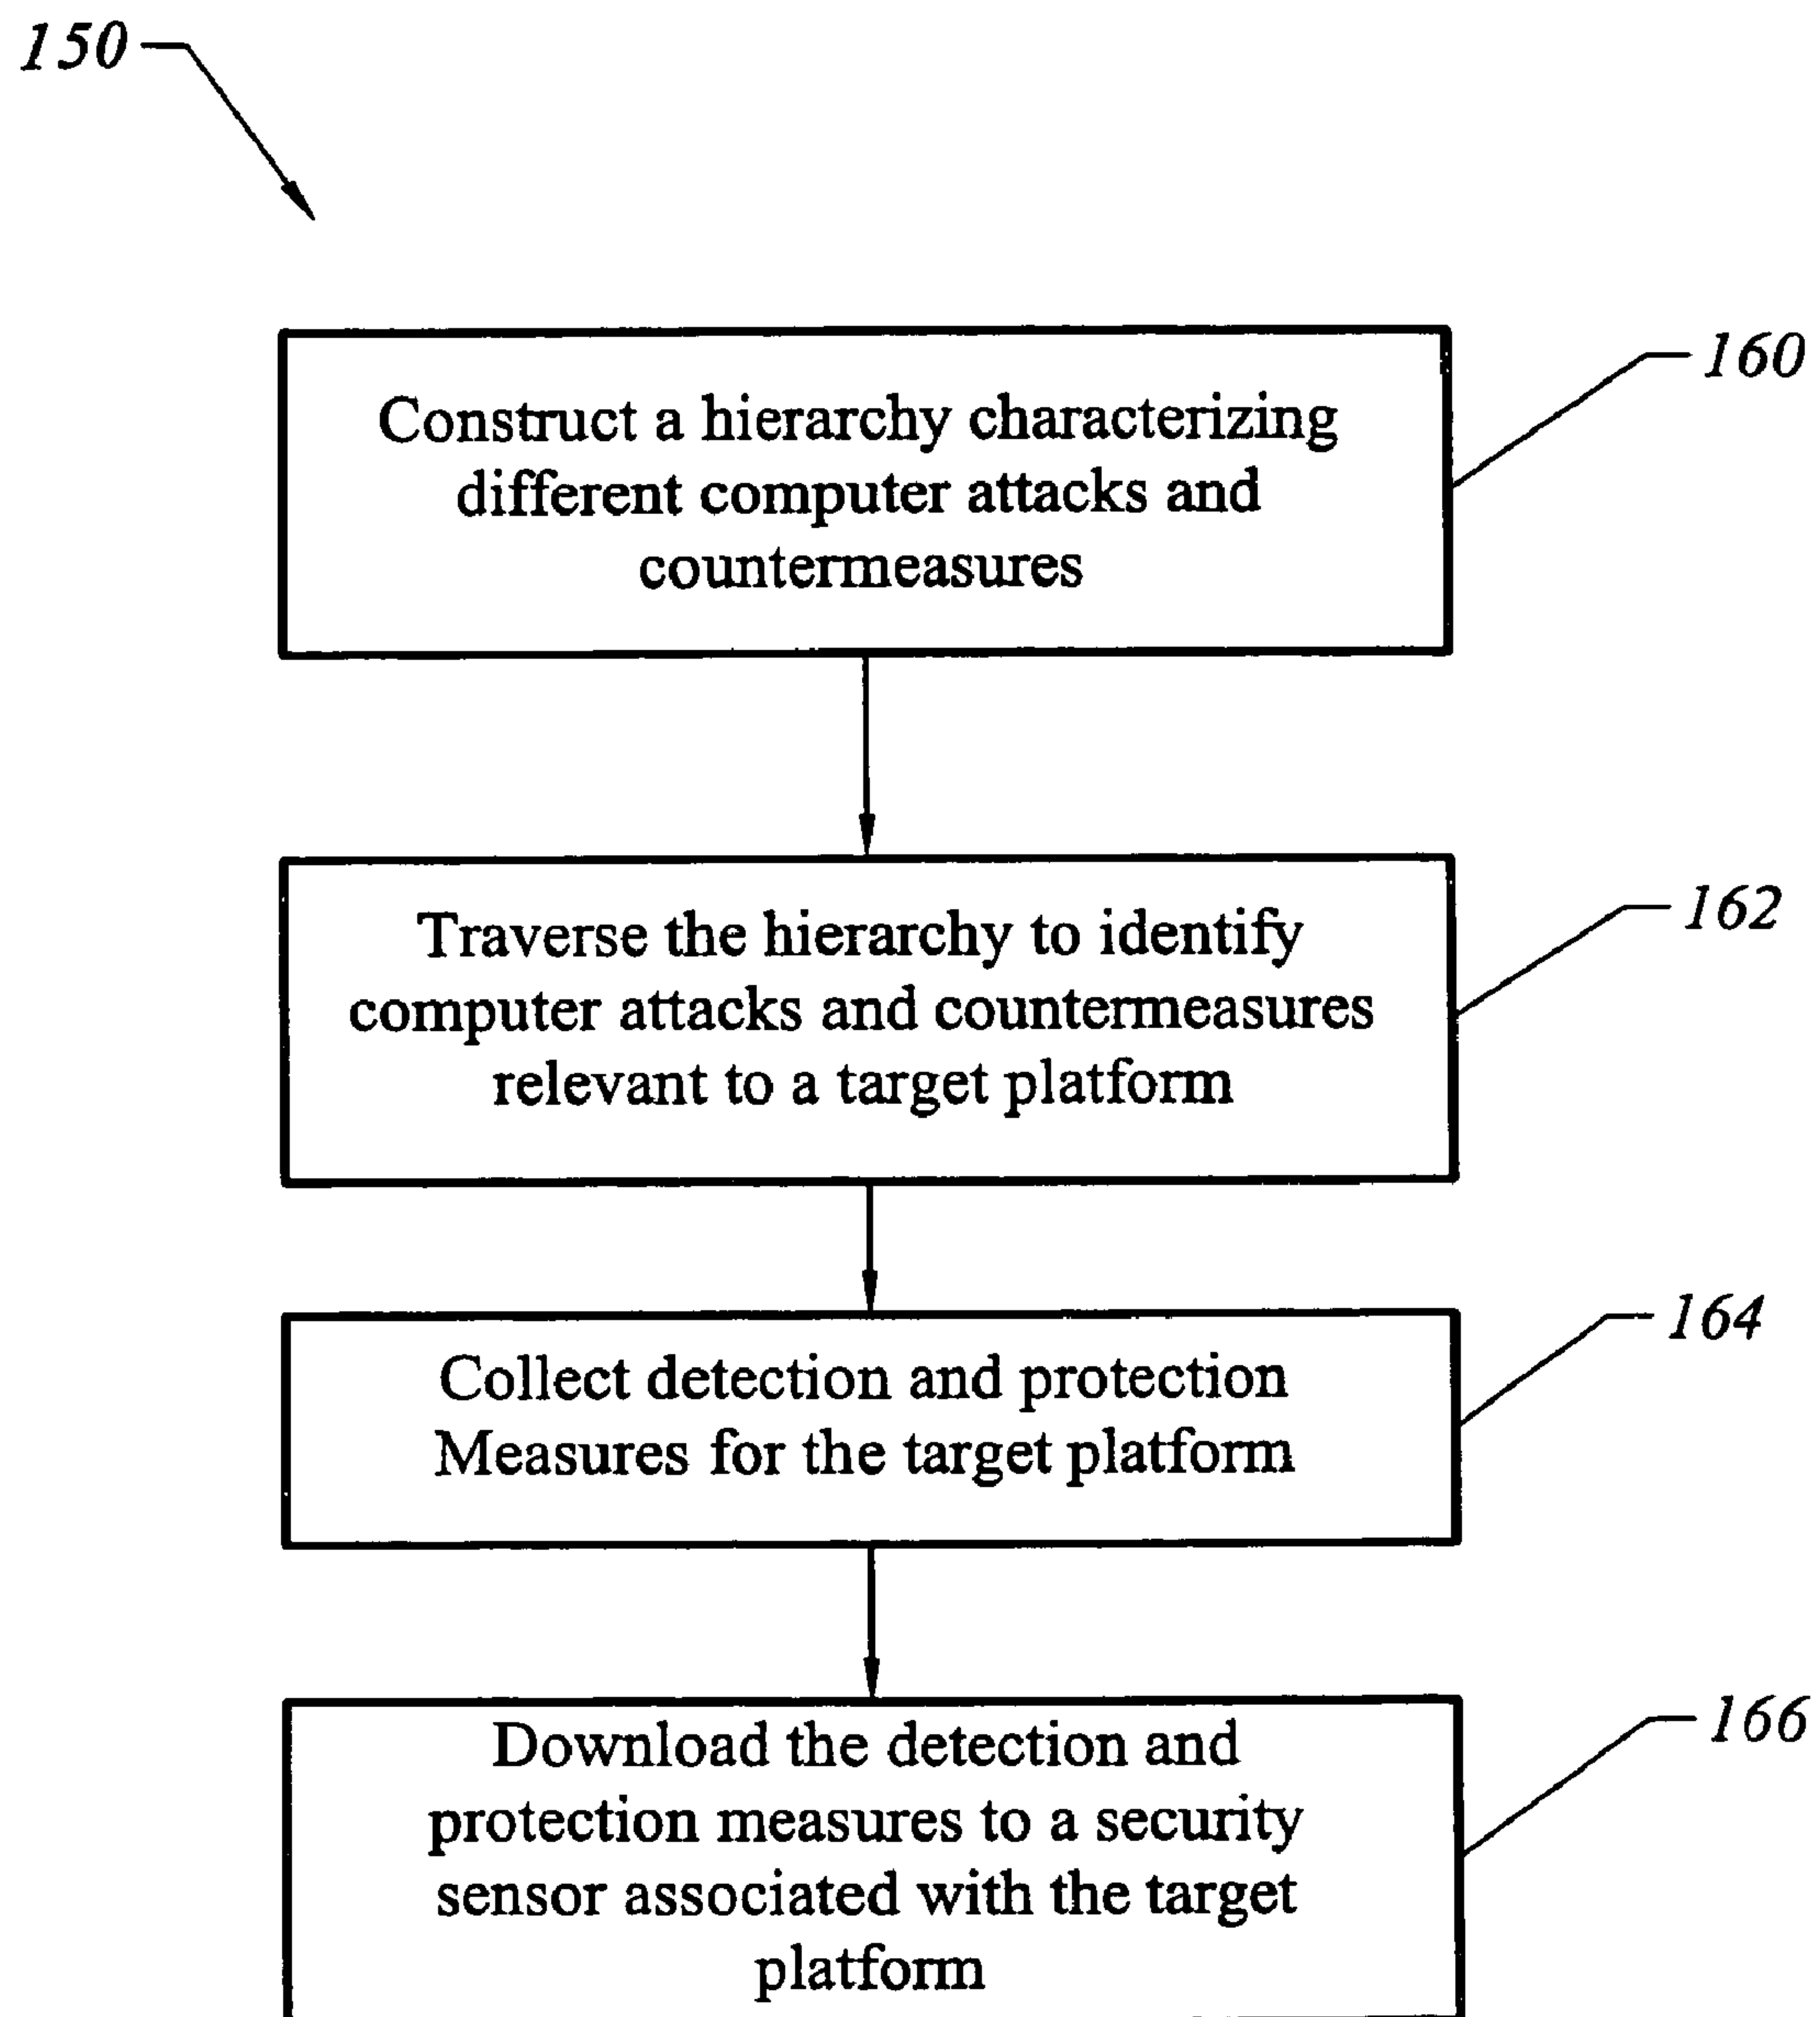 150
160
Construct a hierarchy characterizing
different computer attacks and
countermeasures
162
Traverse the hierarchy to identify
computer attacks and countermeasures
relevant to a target platform
164
Collect detection and protection
Measures for the target platform
166
Download the detection and
protection measures to a security
sensor associated with the target
platform